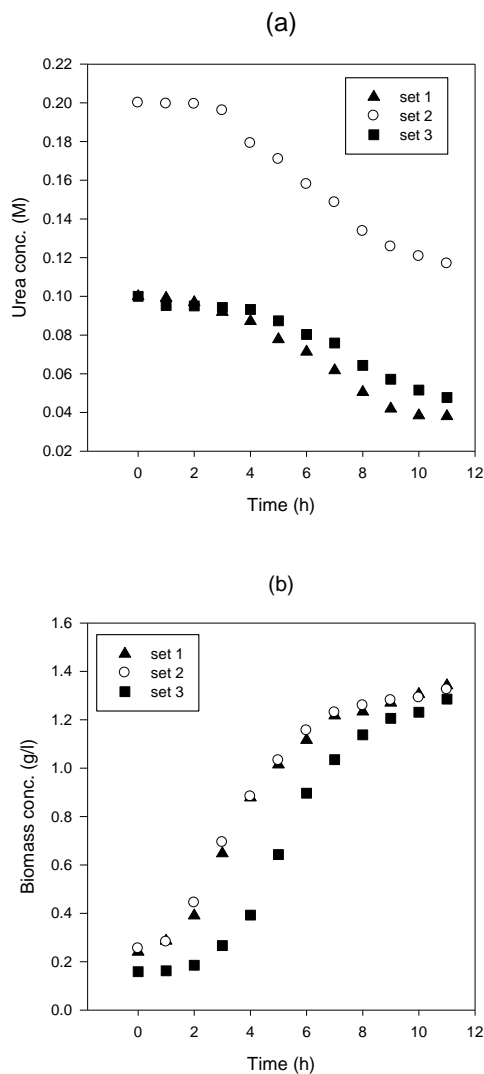 (a)
0.22
0.20
0.18
0.16
0.14
0.12
0.10
0.08
0.06
0.04
0.02
Urea conc. (M)
set 1
set 2
set 3
0 2 4 6 8 10 12
Time (h)
(b)
1.6
1.4
1.2
1.0
0.8
0.6
0.4
0.2
0.0
Biomass conc. (g/l)
set 1
set 2
set 3
0 2 4 6 8 10 12
Time (h)